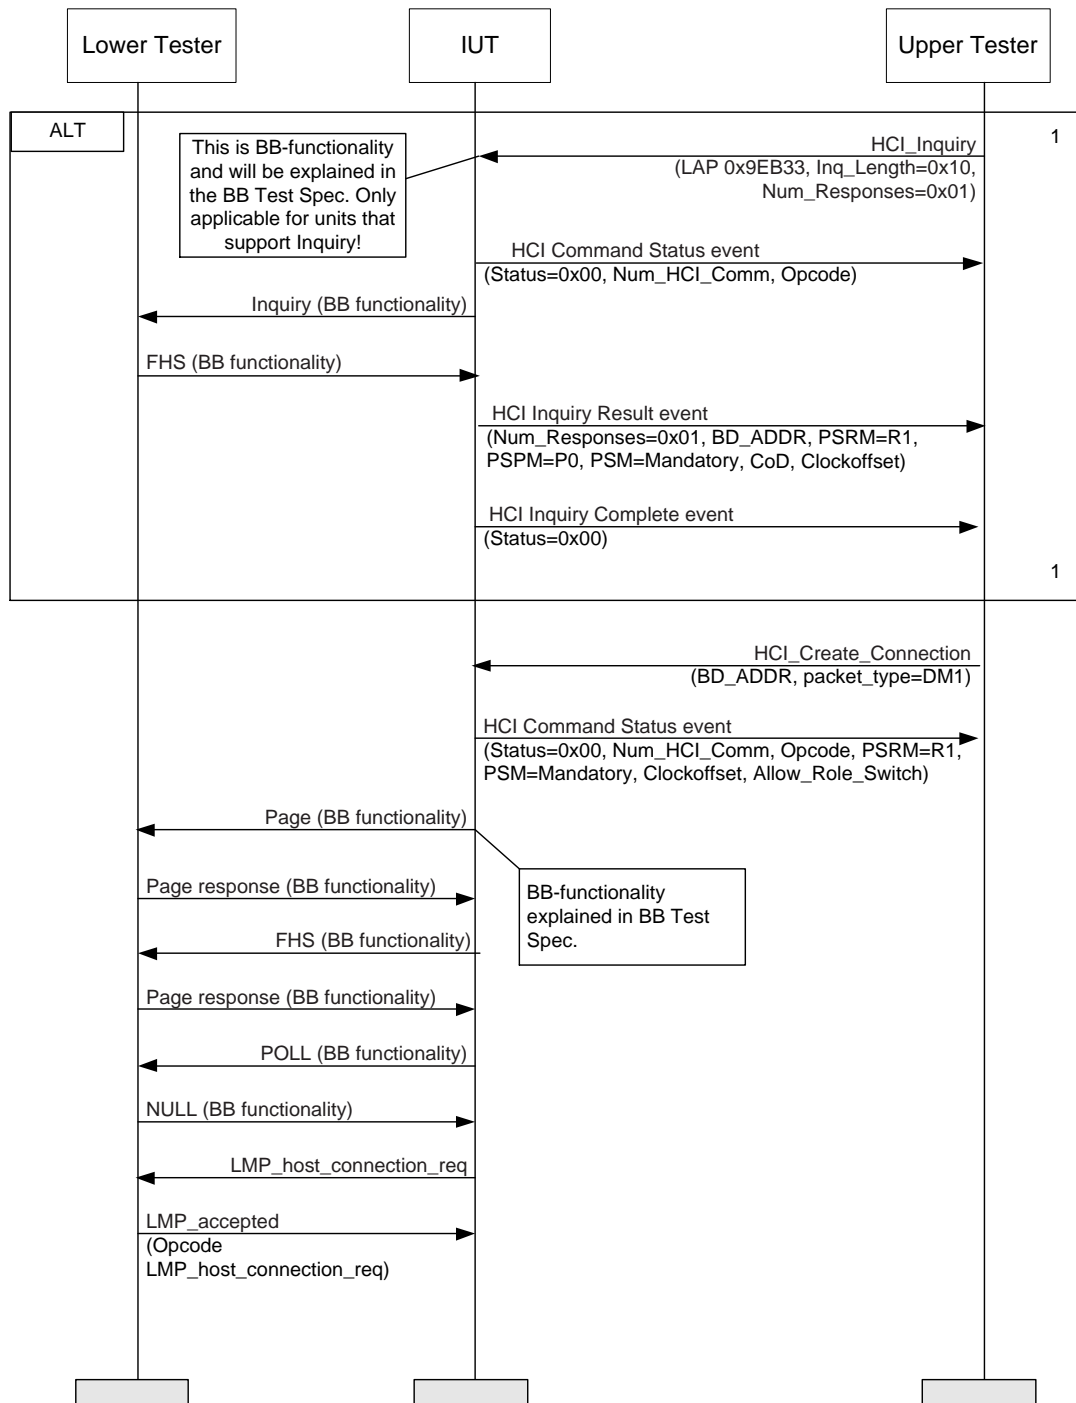 Lower Tester
IUT
Upper Tester
ALT
1
This is BB-functionality
and will be explained in
the BB Test Spec. Only
applicable for units that
support Inquiry!
HCI_Inquiry
(LAP 0x9EB33, Inq_Length=0x10,
Num_Responses=0x01)
HCI Command Status event
(Status=0x00, Num_HCI_Comm, Opcode)
Inquiry (BB functionality)
FHS (BB functionality)
HCI Inquiry Result event
(Num_Responses=0x01, BD_ADDR, PSRM=R1,
PSPM=P0, PSM=Mandatory, CoD, Clockoffset)
HCI Inquiry Complete event
(Status=0x00)
1
HCI_Create_Connection
(BD_ADDR, packet_type=DM1)
HCI Command Status event
(Status=0x00, Num_HCI_Comm, Opcode, PSRM=R1,
PSM=Mandatory, Clockoffset, Allow_Role_Switch)
Page (BB functionality)
BB-functionality
explained in BB Test
Spec.
Page response (BB functionality)
FHS (BB functionality)
Page response (BB functionality)
POLL (BB functionality)
NULL (BB functionality)
LMP_host_connection_req
LMP_accepted
(Opcode
LMP_host_connection_req)